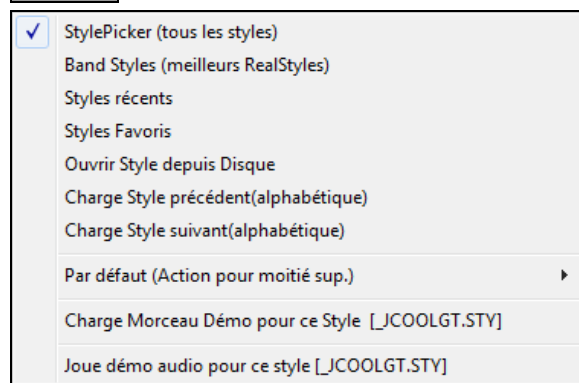 StylePicker (tous les styles)
Band Styles (meilleurs RealStyles)
Styles récents
Styles Favoris
Ouvrir Style depuis Disque
Charge Style précédent(alphabétique)
Charge Style suivant(alphabétique)
Par défaut (Action pour moitié sup.)
Charge Morceau Démo pour ce Style [_JCOOLGT.STY]
Joue démo audio pour ce style [_JCOOLGT.STY]